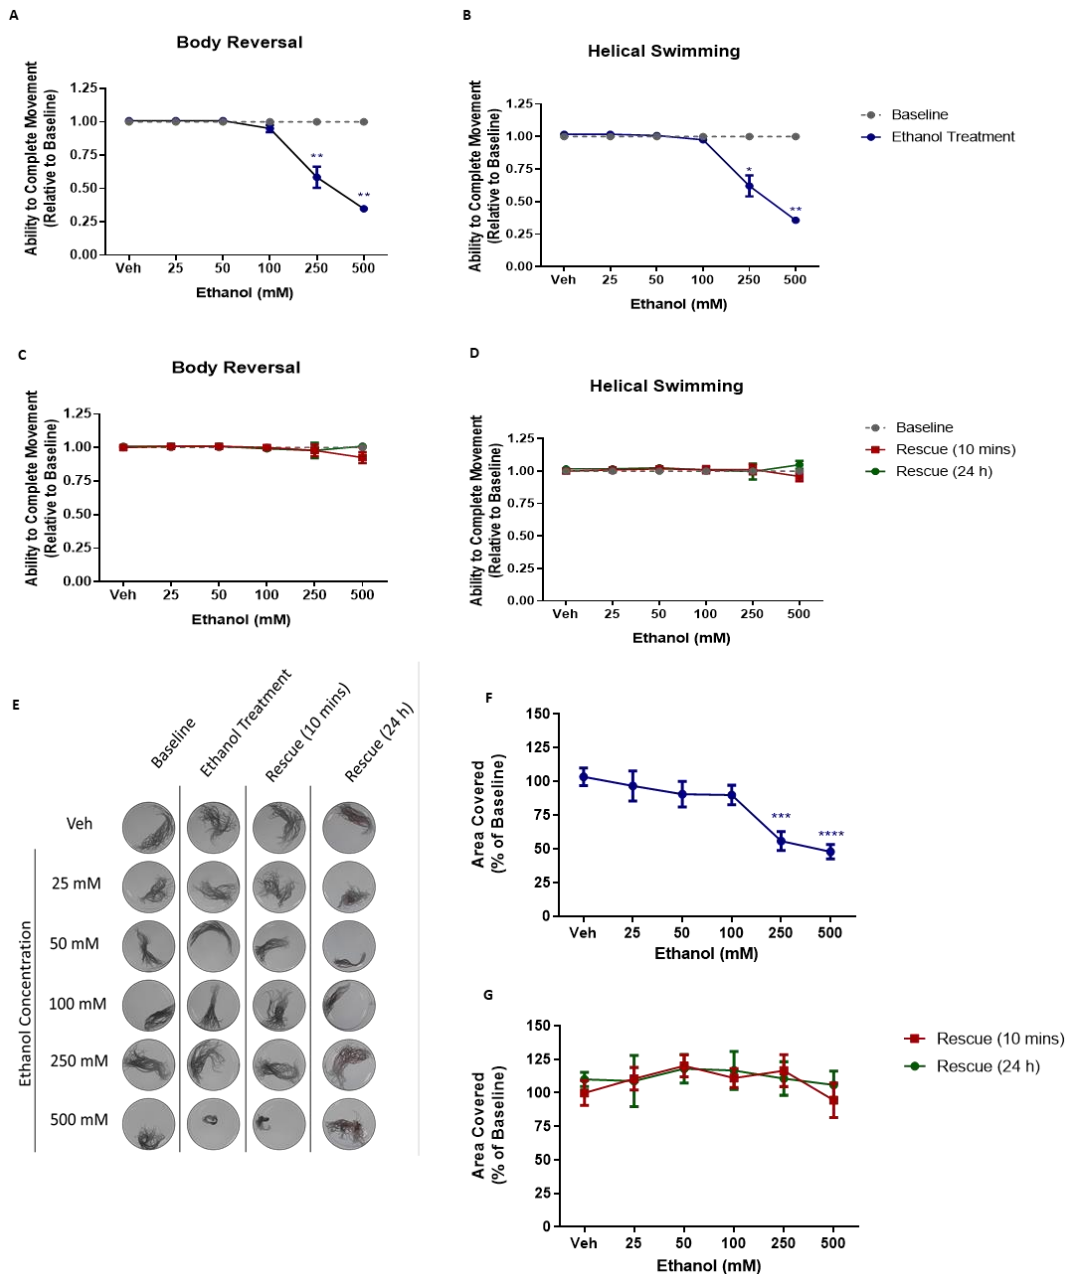 A
Body Reversal
Ability to Complete Movement
(Relative to Baseline)
1.25
1.00
0.75
0.50
0.25
0.00
**
**
Veh 25 50 100 250 500
Ethanol (mM)
B
Helical Swimming
Ability to Complete Movement
(Relative to Baseline)
1.25
1.00
0.75
0.50
0.25
0.00
*
**
Veh 25 50 100 250 500
Ethanol (mM)
Baseline
Ethanol Treatment
C
Body Reversal
Ability to Complete Movement
(Relative to Baseline)
1.25
1.00
0.75
0.50
0.25
0.00
Veh 25 50 100 250 500
Ethanol (mM)
D
Helical Swimming
Ability to Complete Movement
(Relative to Baseline)
1.25
1.00
0.75
0.50
0.25
0.00
Veh 25 50 100 250 500
Ethanol (mM)
Baseline
Rescue (10 mins)
Rescue (24 h)
E
Baseline
Ethanol Treatment
Rescue (10 mins)
Rescue (24 h)
Ethanol Concentration
Veh
25 mM
50 mM
100 mM
250 mM
500 mM
F
Area Covered
(% of Baseline)
150
125
100
75
50
25
0
***
****
Veh 25 50 100 250 500
Ethanol (mM)
G
Area Covered
(% of Baseline)
150
125
100
75
50
25
0
Veh 25 50 100 250 500
Ethanol (mM)
Rescue (10 mins)
Rescue (24 h)